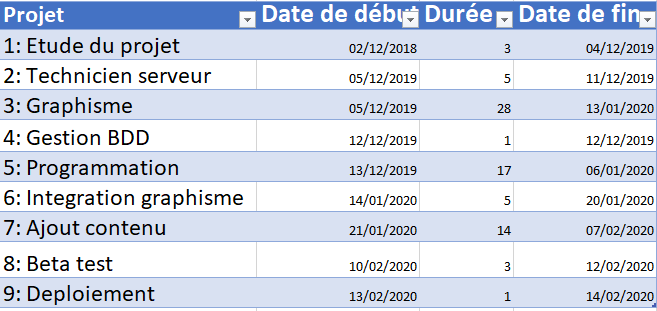 Projet Date de début Durée Date de fin
1: Etude du projet 02/12/2018 3 04/12/2019
2: Technicien serveur 05/12/2019 5 11/12/2019
3: Graphisme 05/12/2019 28 13/01/2020
4: Gestion BDD 12/12/2019 1 12/12/2019
5: Programmation 13/12/2019 17 06/01/2020
6: Integration graphisme 14/01/2020 5 20/01/2020
7: Ajout contenu 21/01/2020 14 07/02/2020
8: Beta test 10/02/2020 3 12/02/2020
9: Deploiement 13/02/2020 1 14/02/2020